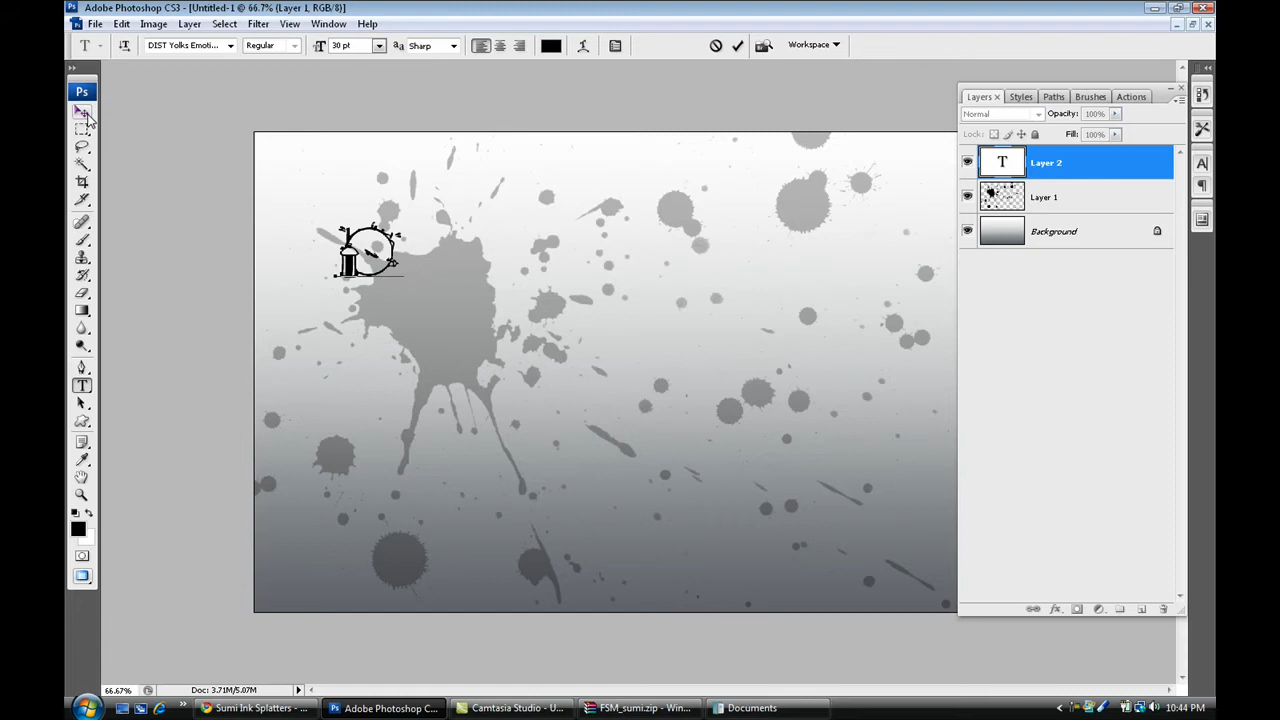 Adobe Photoshop CS3 - [Untitled-1 @ 66.7% (Layer 1, RGB/8)]
File Edit Image Layer Select Filter View Window Help
T DIST Yolks Emoti... Regular T 30 pt aa Sharp Workspace
Ps
Layers × Styles Paths Brushes Actions
Normal Opacity: 100%
Lock: Fill: 100%
T Layer 2
Layer 1
Background
T
66.67% Doc: 3.71M/5.07M
Sumi Ink Splatters - ... Adobe Photoshop C... Camtasia Studio - U... FSM_sumi.zip - Win... Documents 10:44 PM